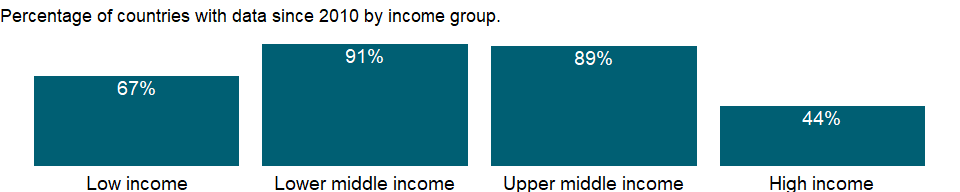 Percentage of countries with data since 2010 by income group.
67%
91%
89%
44%
Low income
Lower middle income
Upper middle income
High income